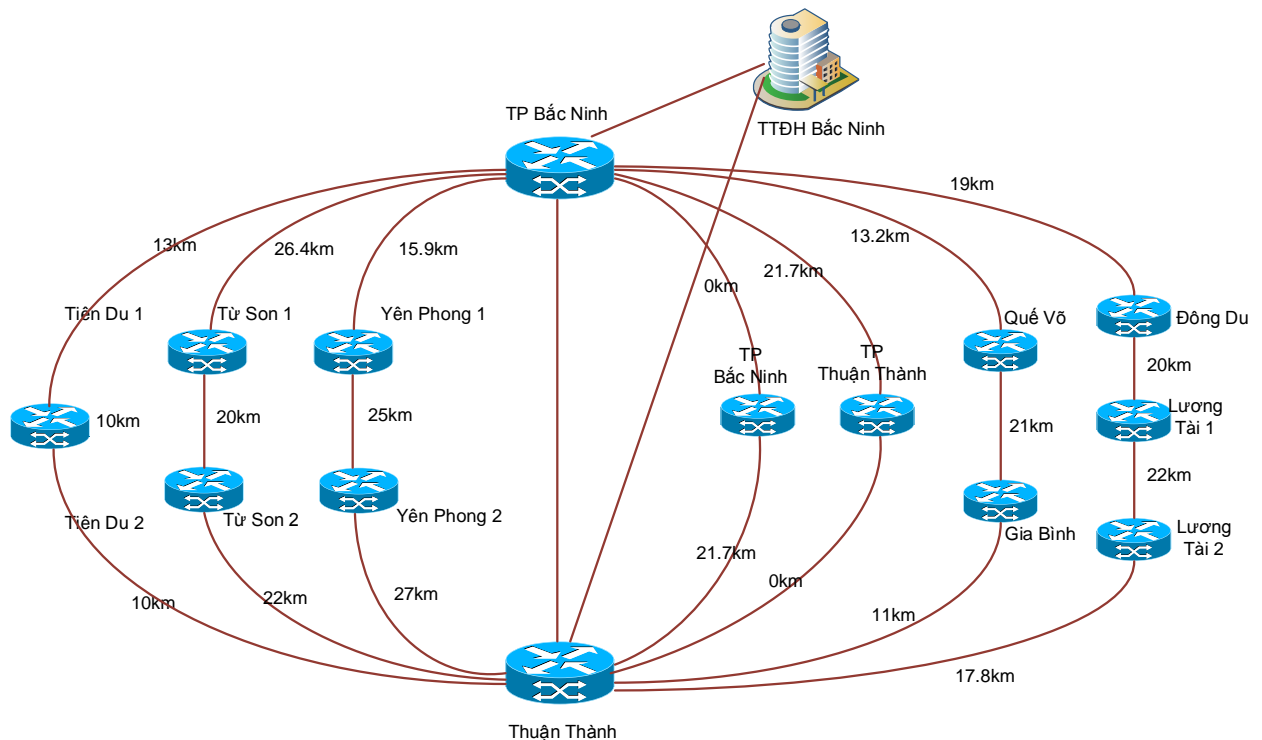 TP Bắc Ninh
TTĐH Bắc Ninh
19km
13km
26.4km
15.9km
13.2km
21.7km
0km
Tiên Du 1
Từ Son 1
Yên Phong 1
Quế Võ
Đông Du
TP
Bắc Ninh
TP
Thuận Thành
20km
Lương
Tài 1
10km
20km
25km
21km
22km
Tiên Du 2
Từ Son 2
Yên Phong 2
Gia Bình
Lương
Tài 2
21.7km
0km
10km
22km
27km
11km
17.8km
Thuận Thành